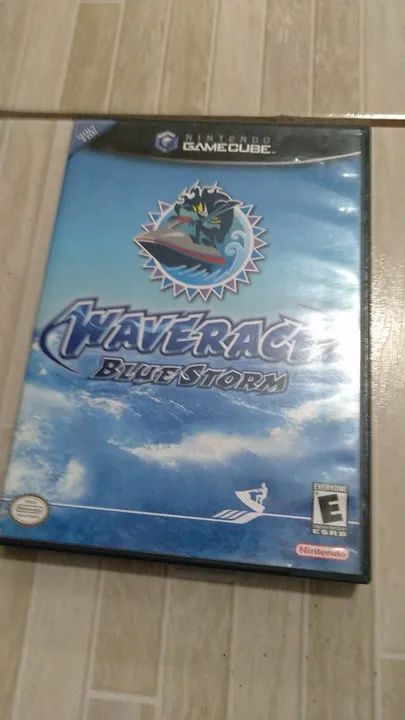 NINTENDO
GAMECUBE
WAVERACE
BLUE STORM
EVERYONE
E
ESRB
Nintendo